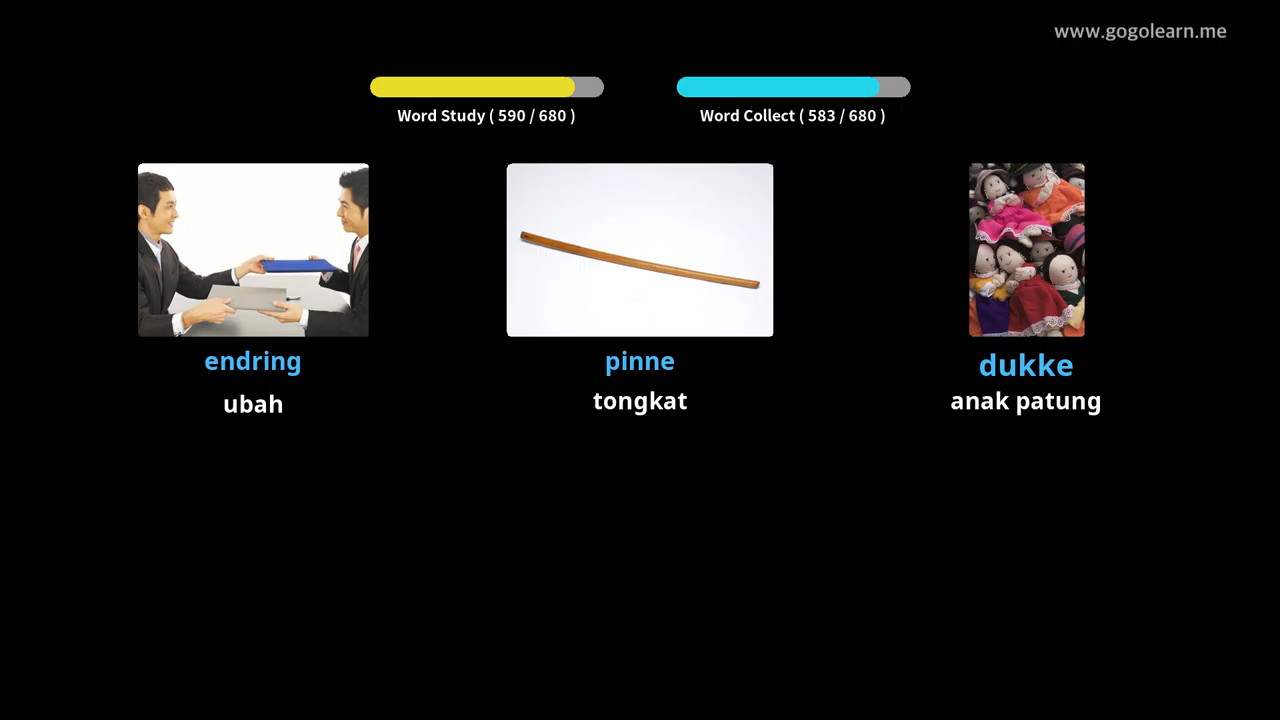 www.gogolearn.me
Word Study ( 590 / 680 )
Word Collect ( 583 / 680 )
endring
pinne
dukke
ubah
tongkat
anak patung